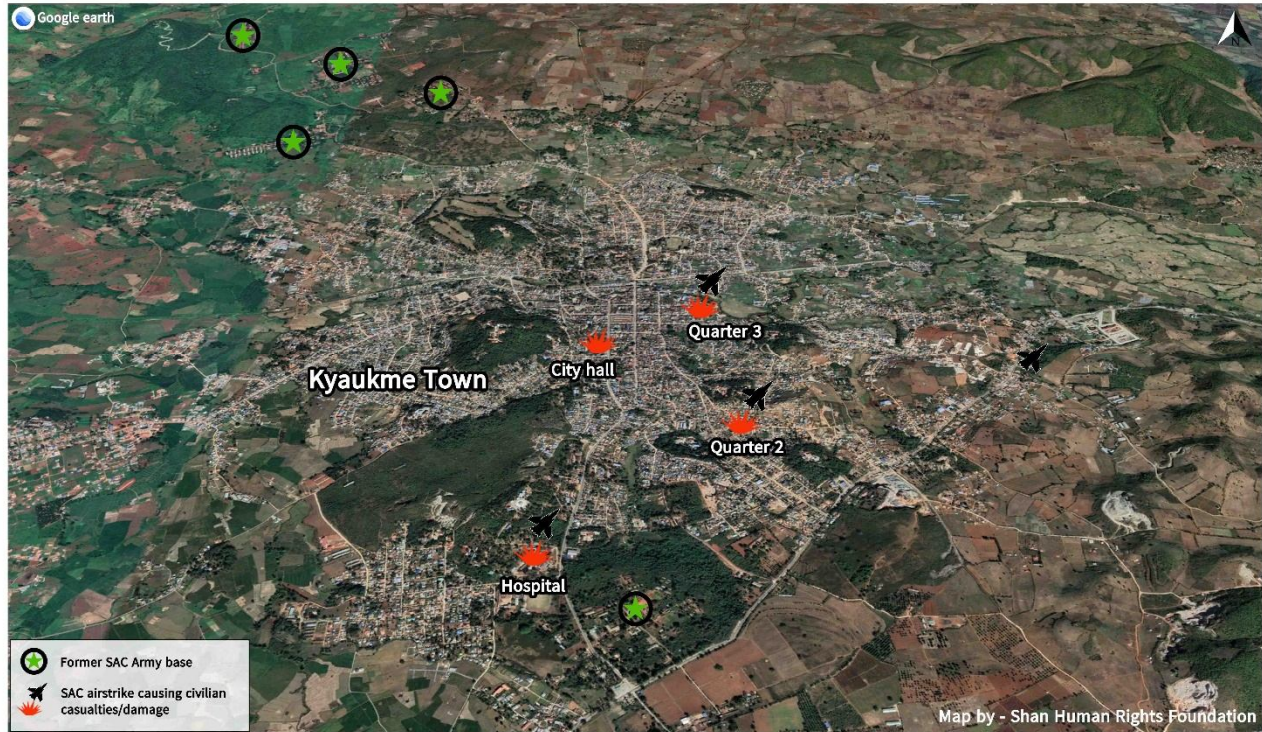 Google earth
N
Quarter 3
City hall
Kyaukme Town
Quarter 2
Hospital
Former SAC Army base
SAC airstrike causing civilian
casualties/damage
Map by - Shan Human Rights Foundation